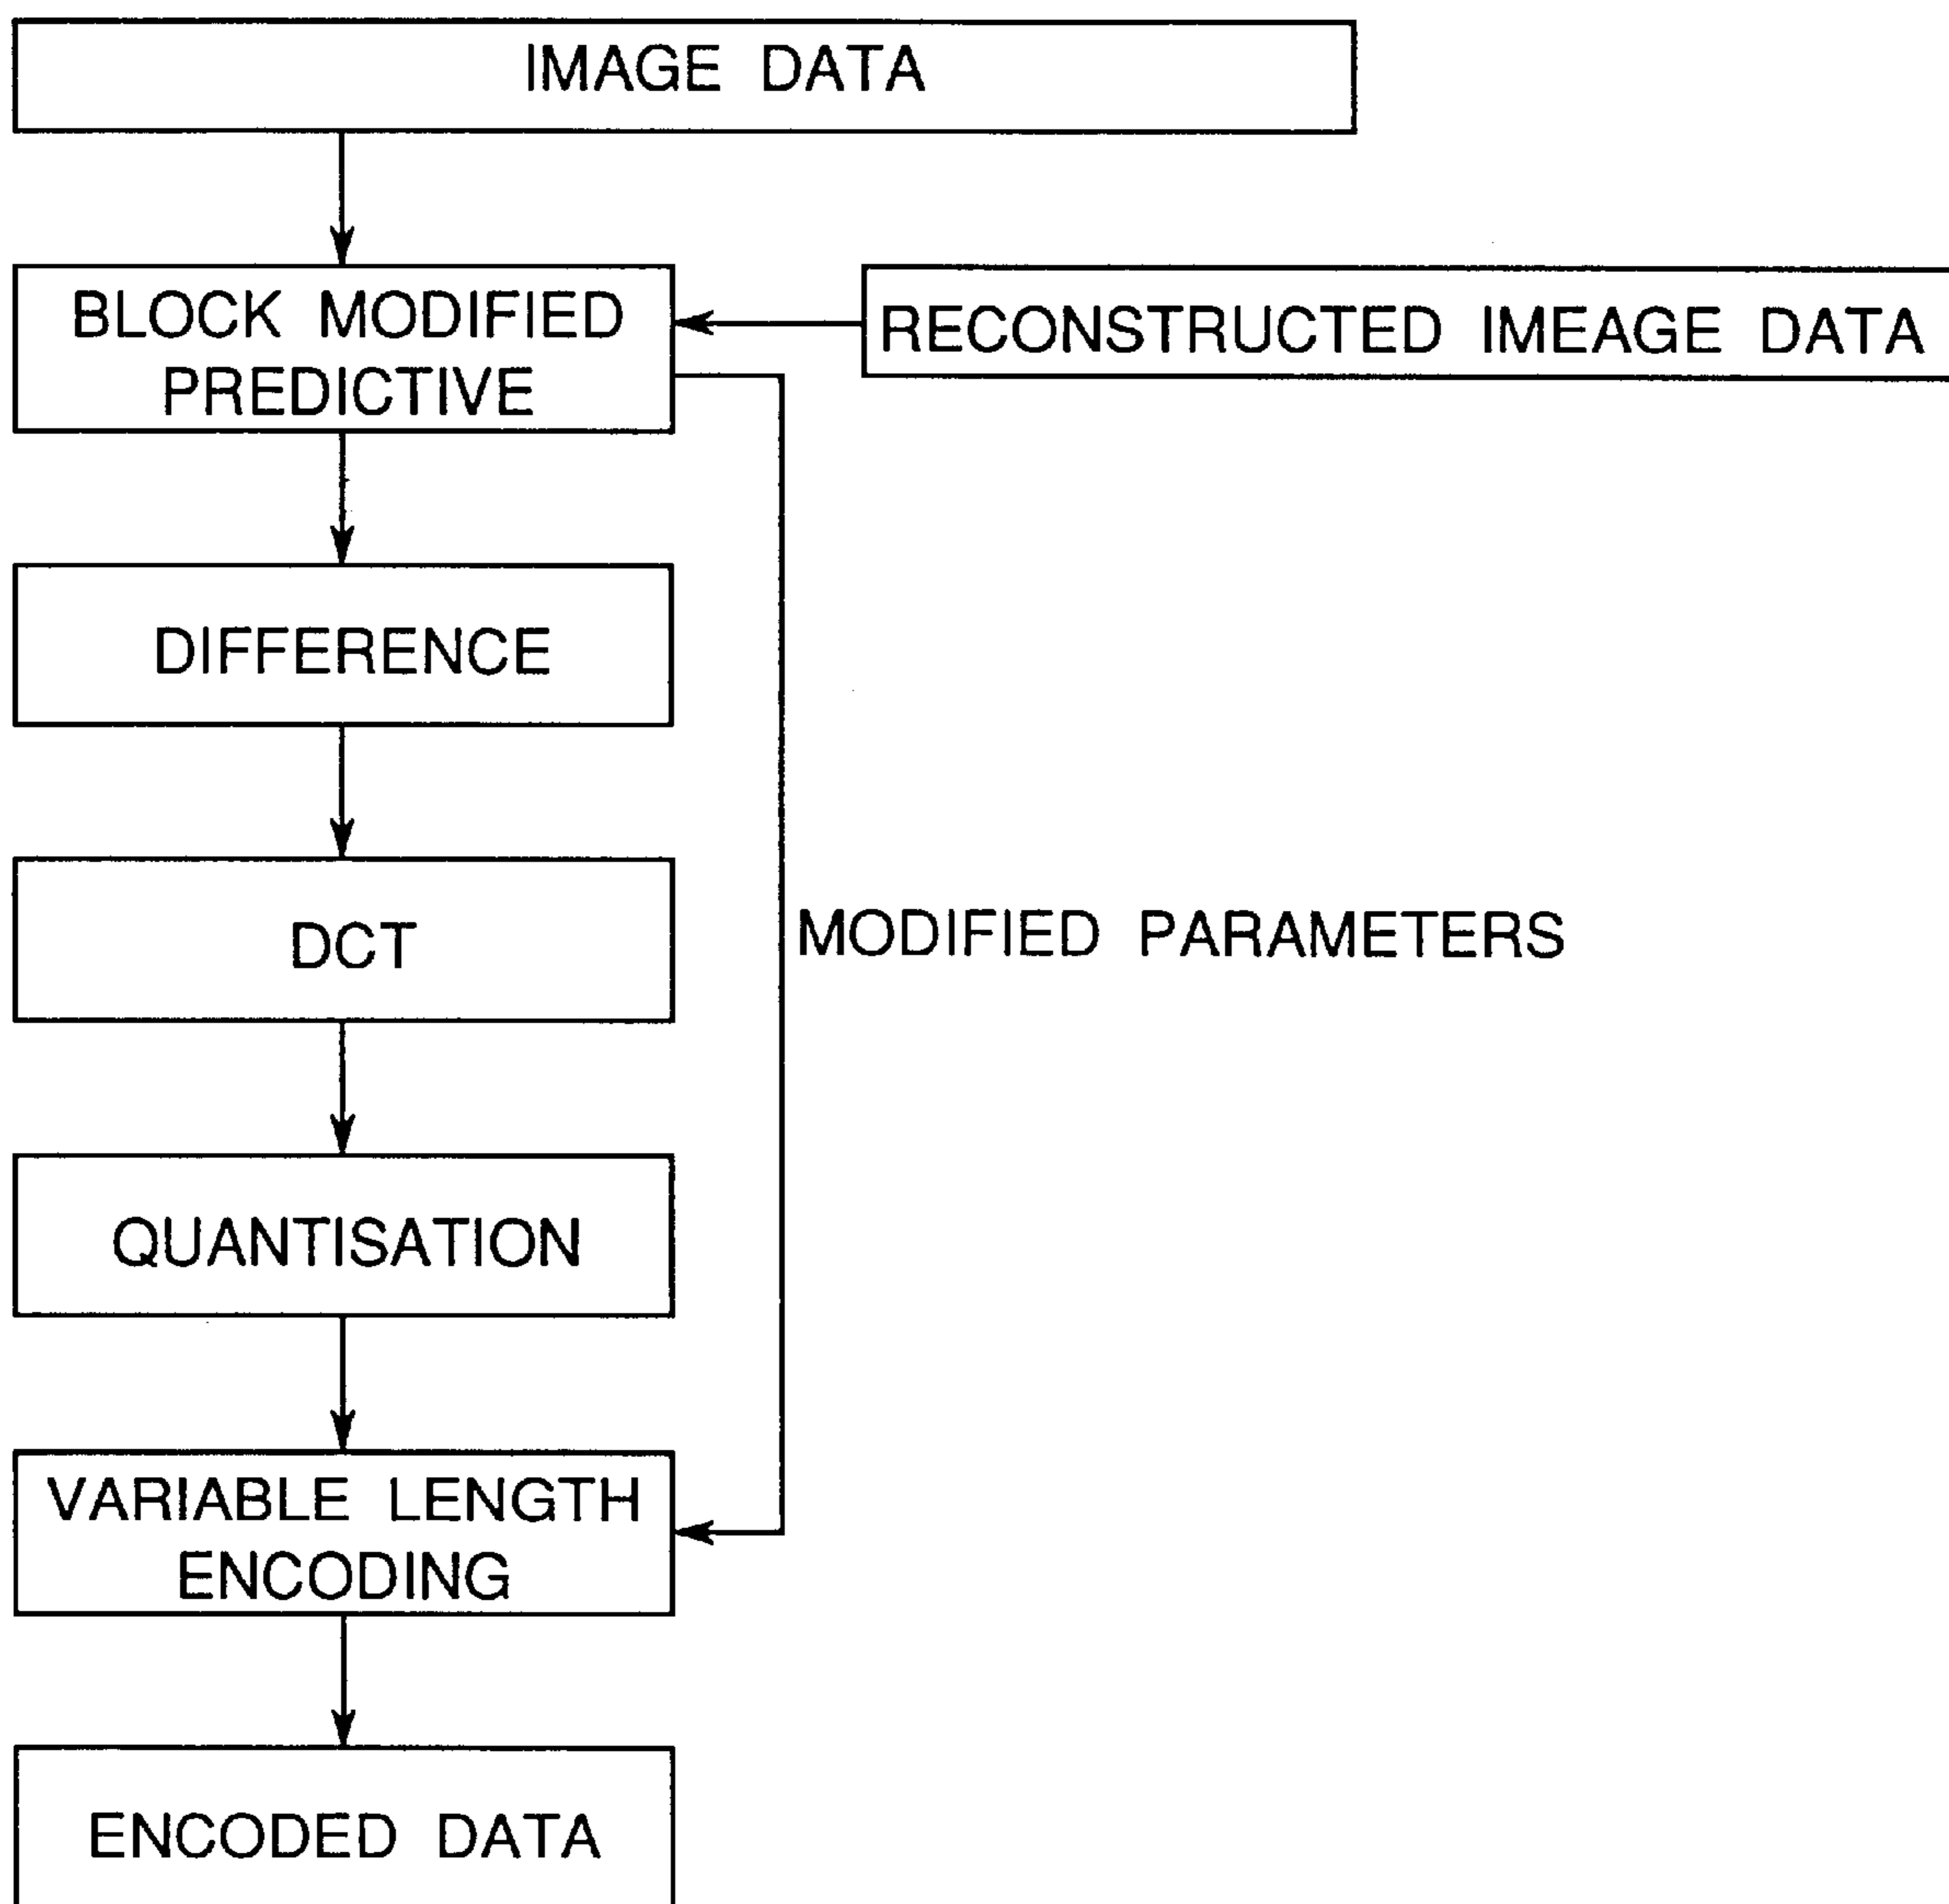 IMAGE DATA
BLOCK MODIFIED
PREDICTIVE
RECONSTRUCTED IMEAGE DATA
DIFFERENCE
DCT
MODIFIED PARAMETERS
QUANTISATION
VARIABLE LENGTH
ENCODING
ENCODED DATA